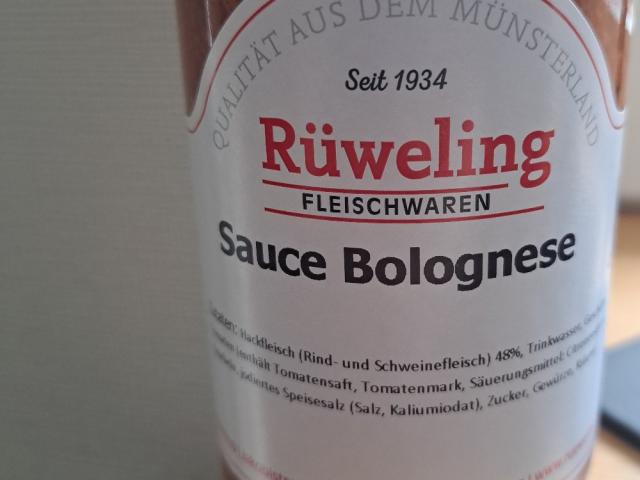 QUALITÄT AUS DEM MÜNSTERLAND
Seit 1934
Rüweling
FLEISCHWAREN
Sauce Bolognese
Zutaten: Hackfleisch (Rind- und Schweinefleisch) 48%, Trinkwasser,
(enthält Tomatensaft, Tomatenmark, Säuerungsmittel:
jodiertes Speisesalz (Salz, Kaliumiodat), Zucker, Gewürze,